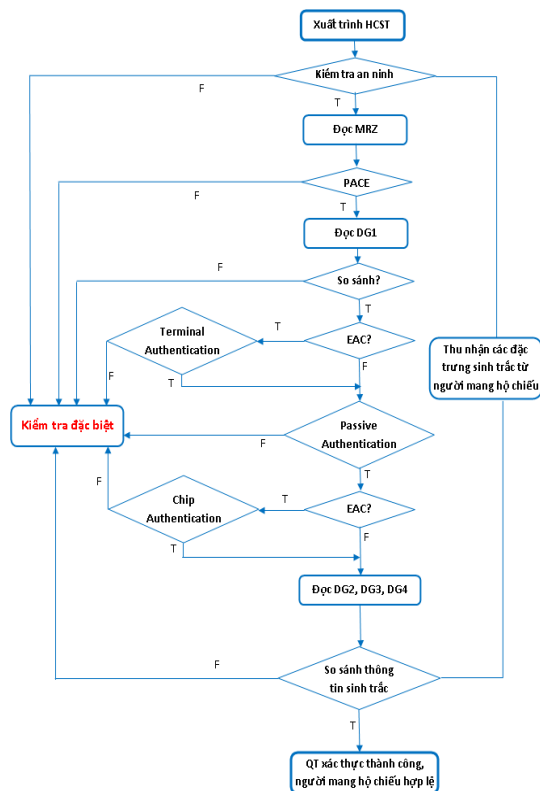 Xuất trình HCST
Kiểm tra an ninh
F
T
Đọc MRZ
PACE
F
T
Đọc DG1
F
So sánh?
T
Terminal
Authentication
T
EAC?
F
F
T
Thu nhận các đặc
trưng sinh trắc từ
người mang hộ chiếu
Kiểm tra đặc biệt
Passive
Authentication
F
T
Chip
Authentication
F
T
EAC?
F
T
Đọc DG2, DG3, DG4
F
So sánh thông
tin sinh trắc
T
QT xác thực thành công,
người mang hộ chiếu hợp lệ